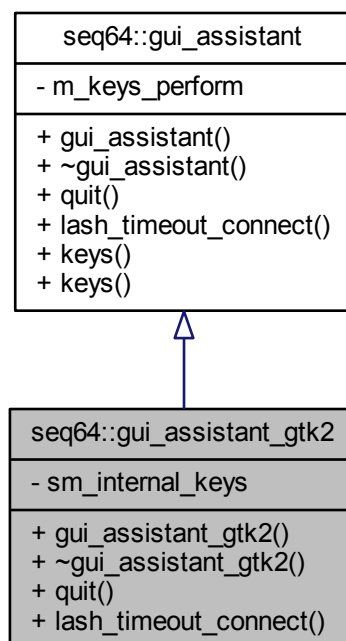 seq64::gui_assistant
- m_keys_perform
+ gui_assistant()
+ ~gui_assistant()
+ quit()
+ lash_timeout_connect()
+ keys()
+ keys()
seq64::gui_assistant_gtk2
- sm_internal_keys
+ gui_assistant_gtk2()
+ ~gui_assistant_gtk2()
+ quit()
+ lash_timeout_connect()